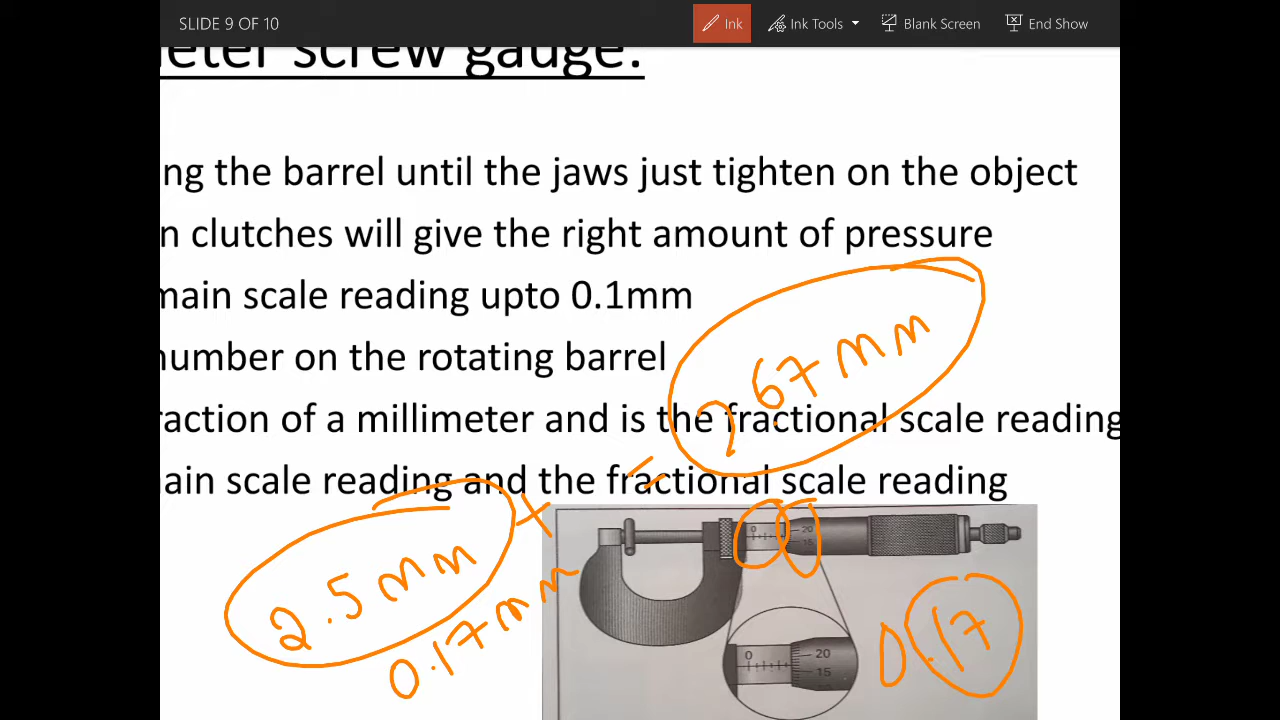 SLIDE 9 OF 10
Ink
Ink Tools
Blank Screen
End Show
eter screw gauge:
ng the barrel until the jaws just tighten on the object
n clutches will give the right amount of pressure
main scale reading upto 0.1mm
number on the rotating barrel
raction of a millimeter and is the fractional scale reading
ain scale reading and the fractional scale reading
2.67 mm
=
2.5 mm +
0.17 mm
0 20
15
0 20
15
0.17